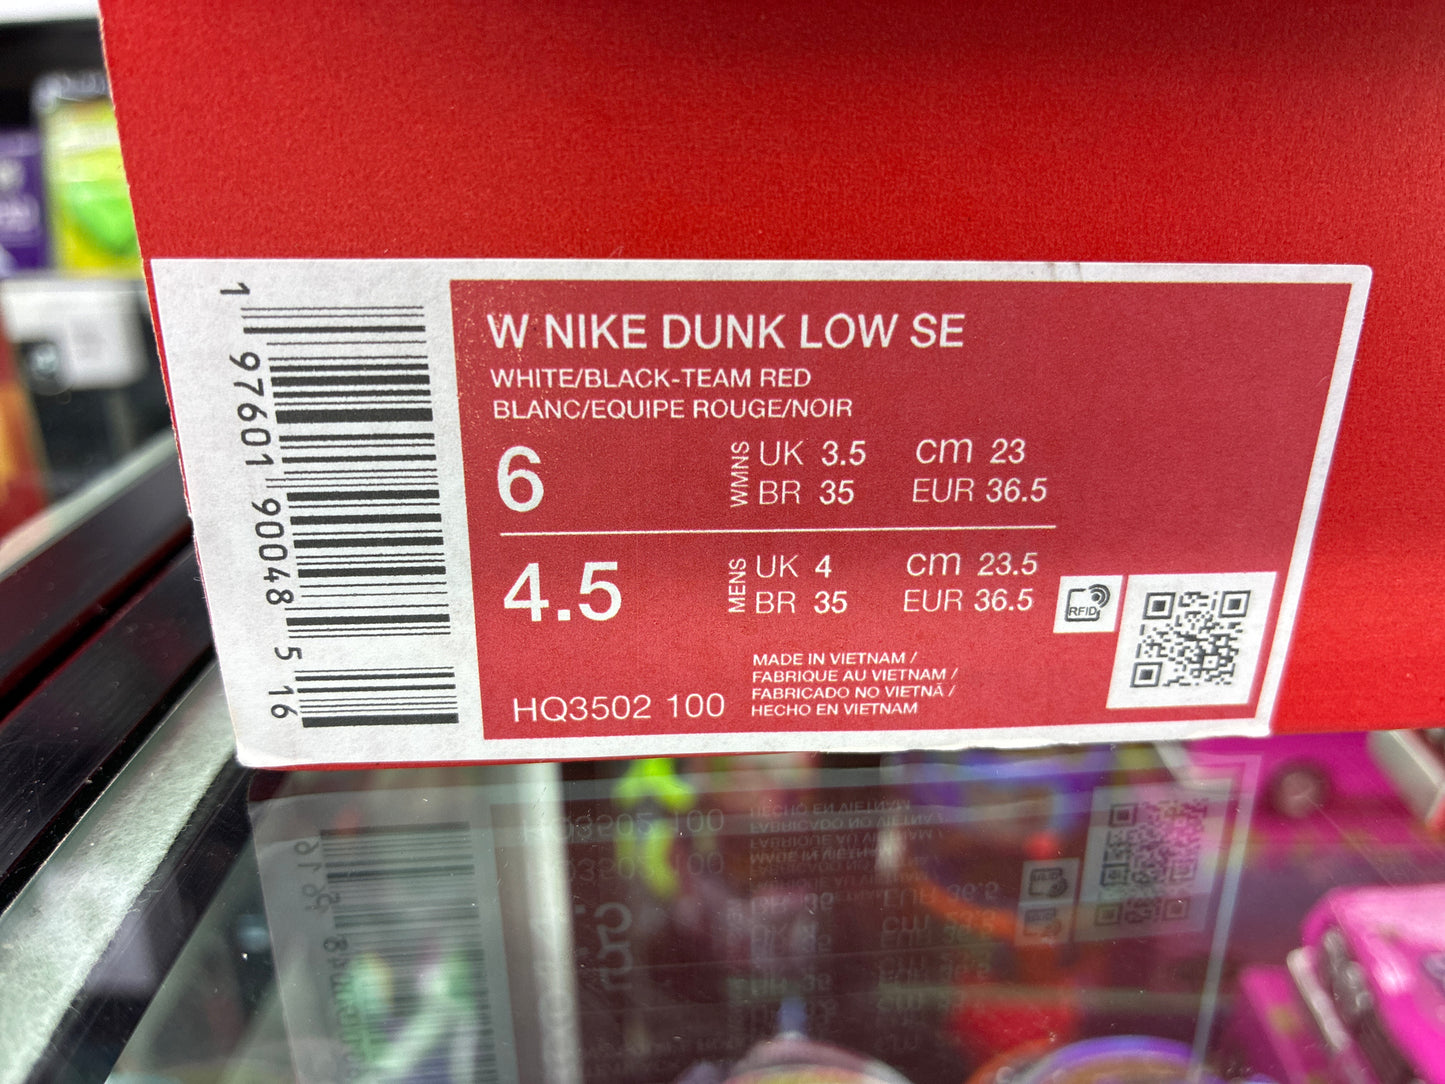 W NIKE DUNK LOW SE
WHITE/BLACK-TEAM RED
BLANC/EQUIPE ROUGE/NOIR
6
WMNS
UK 3.5 cm 23
BR 35 EUR 36.5
4.5
MENS
UK 4 cm 23.5
BR 35 EUR 36.5
RFID
MADE IN VIETNAM /
FABRIQUE AU VIETNAM /
FABRICADO NO VIETNÃ /
HECHO EN VIETNAM
HQ3502 100
1 97601 90048 5 16